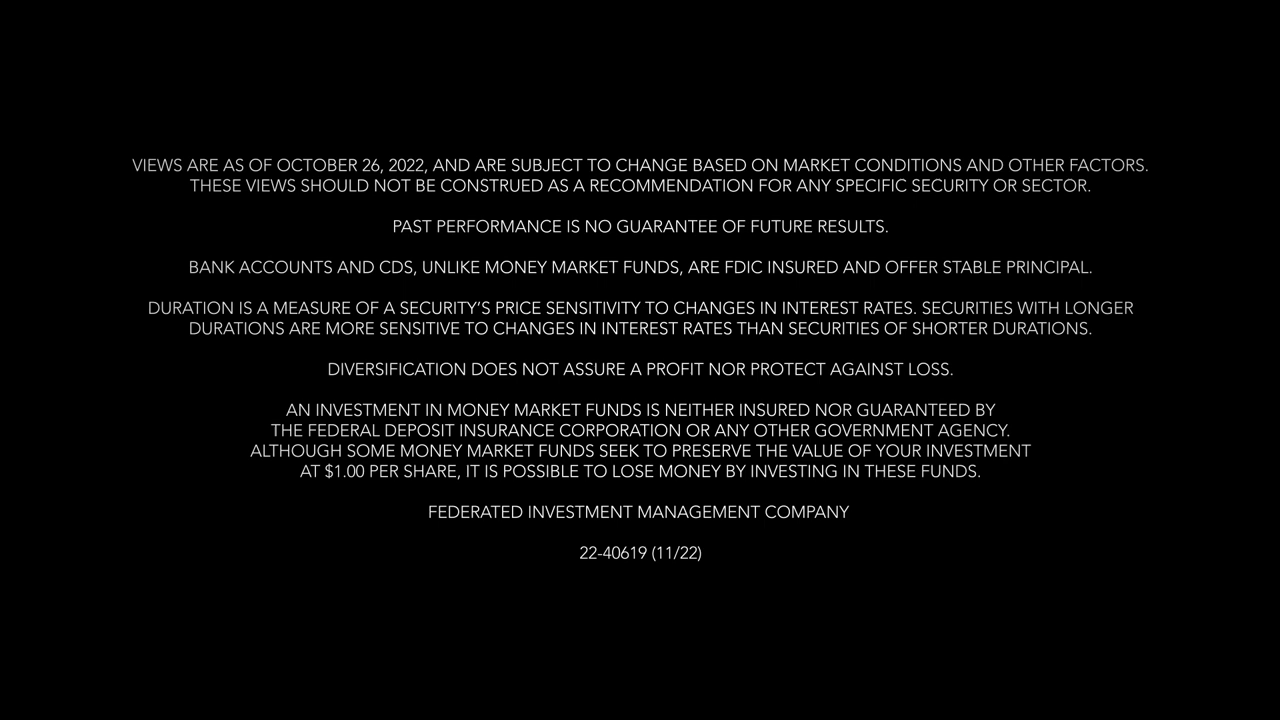 VIEWS ARE AS OF OCTOBER 26, 2022, AND ARE SUBJECT TO CHANGE BASED ON MARKET CONDITIONS AND OTHER FACTORS.
THESE VIEWS SHOULD NOT BE CONSTRUED AS A RECOMMENDATION FOR ANY SPECIFIC SECURITY OR SECTOR.
PAST PERFORMANCE IS NO GUARANTEE OF FUTURE RESULTS.
BANK ACCOUNTS AND CDS, UNLIKE MONEY MARKET FUNDS, ARE FDIC INSURED AND OFFER STABLE PRINCIPAL.
DURATION IS A MEASURE OF A SECURITY'S PRICE SENSITIVITY TO CHANGES IN INTEREST RATES. SECURITIES WITH LONGER
DURATIONS ARE MORE SENSITIVE TO CHANGES IN INTEREST RATES THAN SECURITIES OF SHORTER DURATIONS.
DIVERSIFICATION DOES NOT ASSURE A PROFIT NOR PROTECT AGAINST LOSS.
AN INVESTMENT IN MONEY MARKET FUNDS IS NEITHER INSURED NOR GUARANTEED BY
THE FEDERAL DEPOSIT INSURANCE CORPORATION OR ANY OTHER GOVERNMENT AGENCY.
ALTHOUGH SOME MONEY MARKET FUNDS SEEK TO PRESERVE THE VALUE OF YOUR INVESTMENT
AT $1.00 PER SHARE, IT IS POSSIBLE TO LOSE MONEY BY INVESTING IN THESE FUNDS.
FEDERATED INVESTMENT MANAGEMENT COMPANY
22-40619 (11/22)